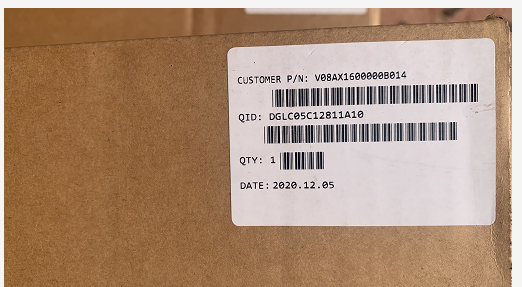 CUSTOMER P/N: V08AX1600000B014
QID: DGLC05C12811A10
QTY: 1
DATE: 2020.12.05